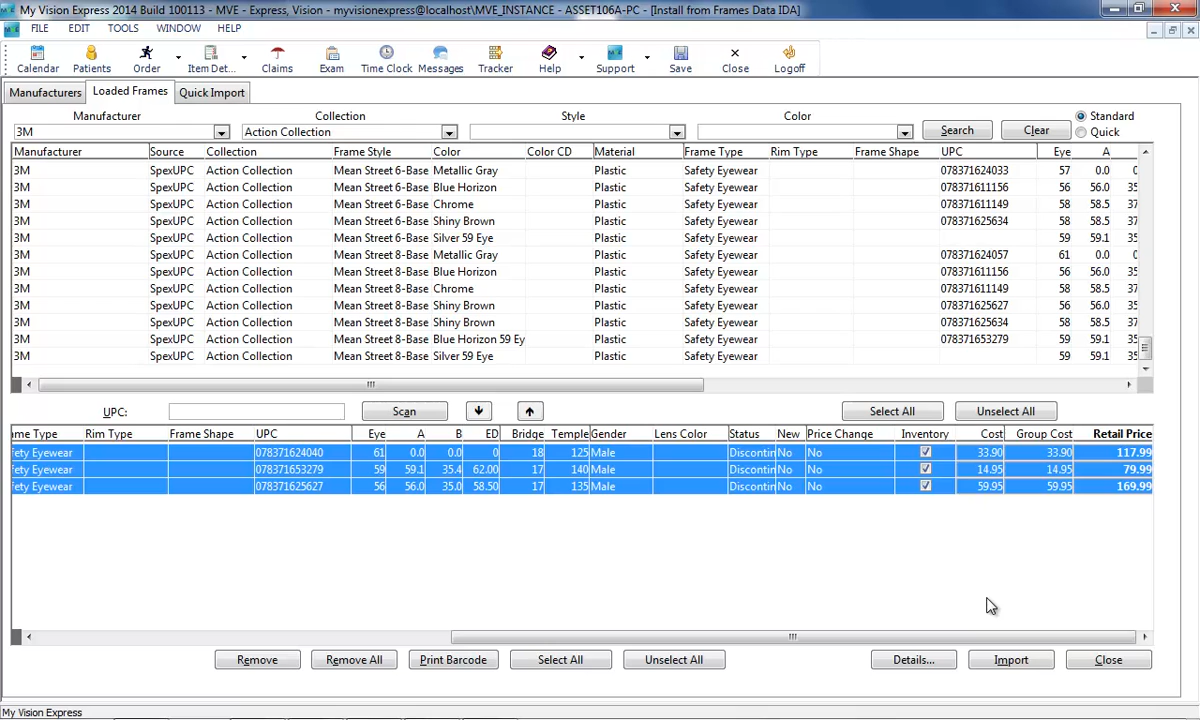 My Vision Express 2014 Build 100113 - MVE - Express, Vision - myvisionexpress@localhost\MVE_INSTANCE - ASSET106A-PC - [Install from Frames Data IDA]
FILE EDIT TOOLS WINDOW HELP
Calendar Patients Order Item Det... Claims Exam Time Clock Messages Tracker Help Support Save Close Logoff
Manufacturers Loaded Frames Quick Import
Manufacturer Collection Style Color Standard
3M Action Collection Search Clear Quick
Manufacturer Source Collection Frame Style Color Color CD Material Frame Type Rim Type Frame Shape UPC Eye A
3M SpexUPC Action Collection Mean Street 6-Base Metallic Gray Plastic Safety Eyewear 078371624033 57 0.0
3M SpexUPC Action Collection Mean Street 6-Base Blue Horizon Plastic Safety Eyewear 078371611156 56 56.0 35
3M SpexUPC Action Collection Mean Street 6-Base Chrome Plastic Safety Eyewear 078371611149 58 58.5 37
3M SpexUPC Action Collection Mean Street 6-Base Shiny Brown Plastic Safety Eyewear 078371625634 58 58.5 37
3M SpexUPC Action Collection Mean Street 6-Base Silver 59 Eye Plastic Safety Eyewear 59 59.1 35
3M SpexUPC Action Collection Mean Street 8-Base Metallic Gray Plastic Safety Eyewear 078371624057 61 0.0
3M SpexUPC Action Collection Mean Street 8-Base Blue Horizon Plastic Safety Eyewear 078371611156 56 56.0 35
3M SpexUPC Action Collection Mean Street 8-Base Chrome Plastic Safety Eyewear 078371611149 58 58.5 37
3M SpexUPC Action Collection Mean Street 8-Base Shiny Brown Plastic Safety Eyewear 078371625627 56 56.0 35
3M SpexUPC Action Collection Mean Street 8-Base Shiny Brown Plastic Safety Eyewear 078371625634 58 58.5 37
3M SpexUPC Action Collection Mean Street 8-Base Blue Horizon 59 Ey Plastic Safety Eyewear 078371653279 59 59.1 35
3M SpexUPC Action Collection Mean Street 8-Base Silver 59 Eye Plastic Safety Eyewear 59 59.1 35
UPC: Scan Select All Unselect All
me Type Rim Type Frame Shape UPC Eye A B ED Bridge Temple Gender Lens Color Status New Price Change Inventory Cost Group Cost Retail Price
fety Eyewear 078371624040 61 0.0 0.0 0 18 125 Male Discontin No No 33.90 33.90 117.99
fety Eyewear 078371653279 59 59.1 35.4 62.00 17 140 Male Discontin No No 14.95 14.95 79.99
fety Eyewear 078371625627 56 56.0 35.0 58.50 17 135 Male Discontin No No 59.95 59.95 169.99
Remove Remove All Print Barcode Select All Unselect All Details... Import Close
My Vision Express